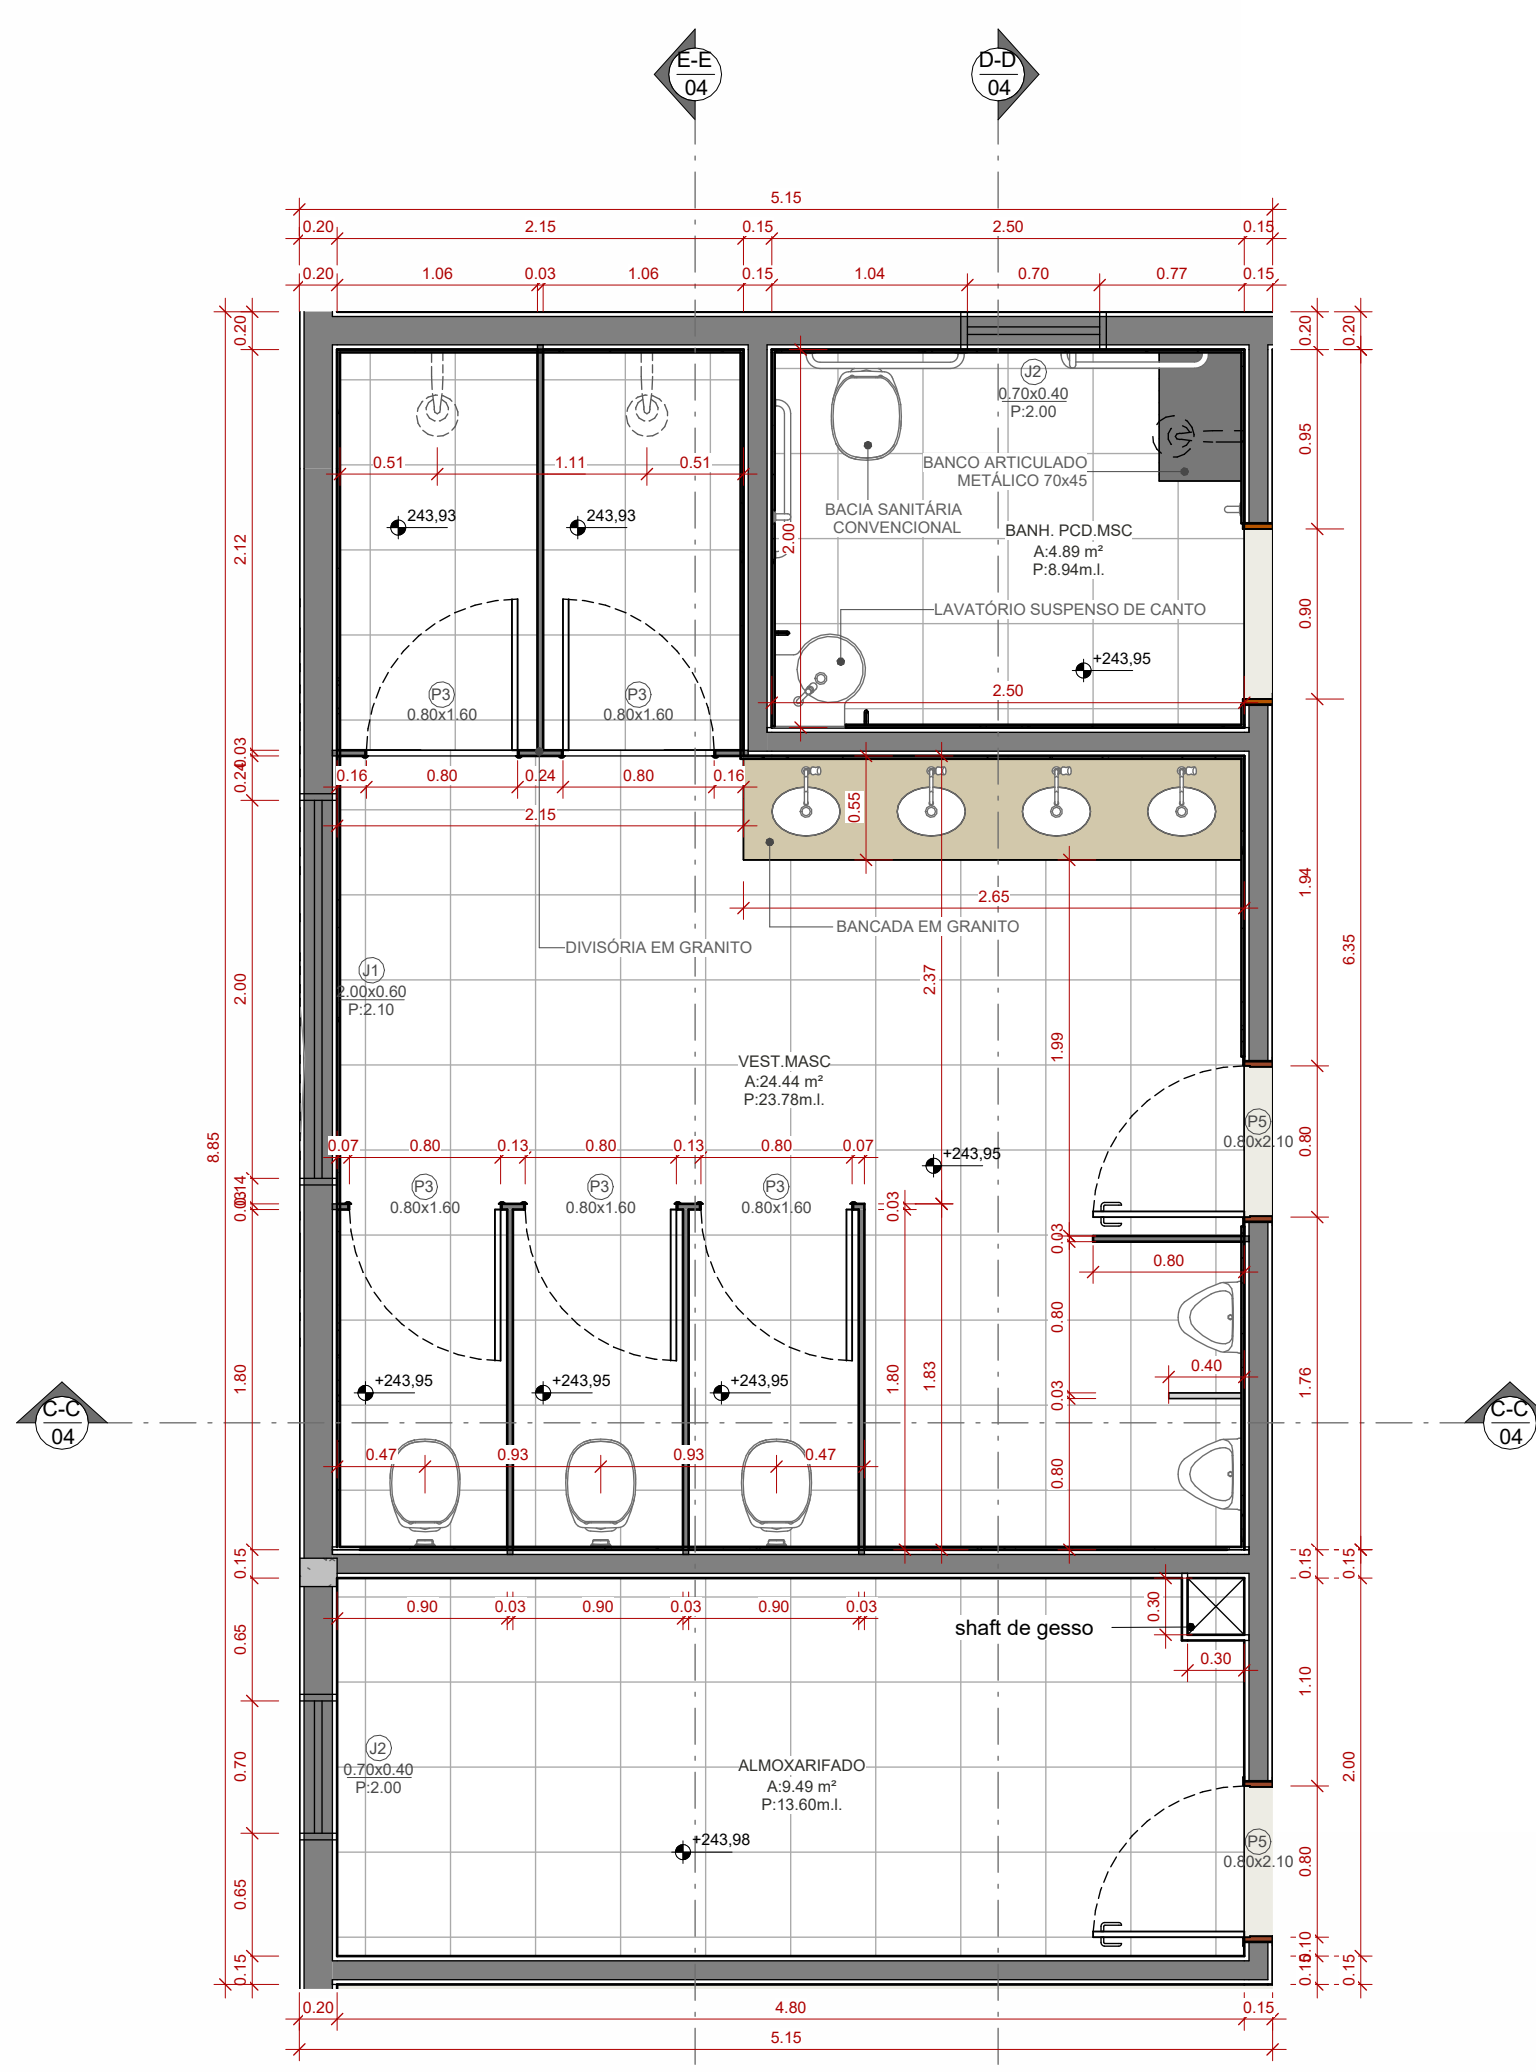 E-E
04
D-D
04
5.15
0.20
2.15
0.15
2.50
0.15
0.20
1.06
0.03
1.06
0.15
1.04
0.70
0.77
0.15
0.20
0.20
0.20
J2
0.70x0.40
P:2.00
0.95
0.51
1.11
0.51
BANCO ARTICULADO
METÁLICO 70x45
243,93
243,93
BACIA SANITÁRIA
CONVENCIONAL
2.00
BANH. PCD.MSC
A:4.89 m²
P:8.94m.l.
2.12
0.90
LAVATÓRIO SUSPENSO DE CANTO
+243,95
2.50
P3
0.80x1.60
P3
0.80x1.60
0.03
0.24
0.16
0.80
0.24
0.80
0.16
2.15
0.55
1.94
2.65
BANCADA EM GRANITO
DIVISÓRIA EM GRANITO
6.35
J1
2.00x0.60
P:2.10
2.00
2.37
1.99
VEST.MASC
A:24.44 m²
P:23.78m.l.
8.85
P5
0.80x2.10
0.80
0.07
0.80
0.13
0.80
0.13
0.80
0.07
+243,95
P3
0.80x1.60
P3
0.80x1.60
P3
0.80x1.60
0.14
0.03
0.03
0.03
0.80
0.80
1.80
1.80
1.83
0.40
0.03
1.76
+243,95
+243,95
+243,95
C-C
04
C-C
04
0.47
0.93
0.93
0.47
0.80
0.15
0.15
0.15
0.90
0.03
0.90
0.03
0.90
0.03
0.30
shaft de gesso
0.30
0.65
1.10
J2
0.70x0.40
P:2.00
0.70
ALMOXARIFADO
A:9.49 m²
P:13.60m.l.
2.00
+243,98
P5
0.80x2.10
0.80
0.65
0.10
0.15
0.15
0.15
0.20
4.80
0.15
5.15